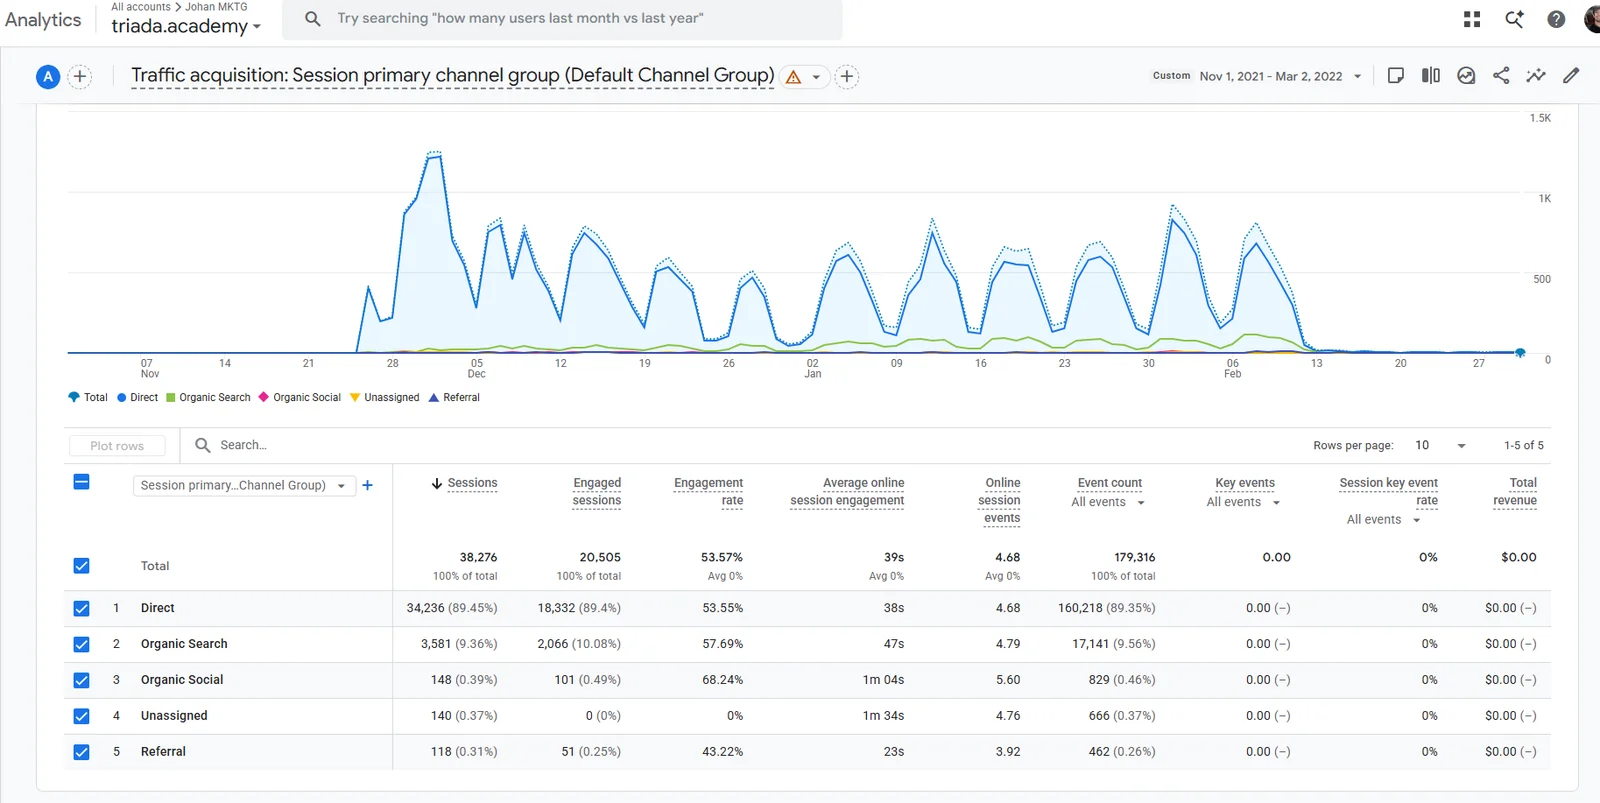 All accounts > Johan MKTG
Analytics
triada.academy
Try searching "how many users last month vs last year"
A
Traffic acquisition: Session primary channel group (Default Channel Group)
Custom Nov 1, 2021 - Mar 2, 2022
1.5K
1K
500
0
07 14 21 28 05 12 19 26 02 09 16 23 30 06 13 20 27
Nov Dec Jan Feb
Total Direct Organic Search Organic Social Unassigned Referral
Plot rows Search... Rows per page: 10 1-5 of 5
Session primary...Channel Group) + Sessions Engaged sessions Engagement rate Average online session engagement Online session events Event count All events Key events All events Session key event rate All events Total revenue
Total 38,276 20,505 53.57% 39s 4.68 179,316 0.00 0% $0.00
100% of total 100% of total Avg 0% Avg 0% Avg 0% 100% of total
1 Direct 34,236 (89.45%) 18,332 (89.4%) 53.55% 38s 4.68 160,218 (89.35%) 0.00 (–) 0% $0.00 (–)
2 Organic Search 3,581 (9.36%) 2,066 (10.08%) 57.69% 47s 4.79 17,141 (9.56%) 0.00 (–) 0% $0.00 (–)
3 Organic Social 148 (0.39%) 101 (0.49%) 68.24% 1m 04s 5.60 829 (0.46%) 0.00 (–) 0% $0.00 (–)
4 Unassigned 140 (0.37%) 0 (0%) 0% 1m 34s 4.76 666 (0.37%) 0.00 (–) 0% $0.00 (–)
5 Referral 118 (0.31%) 51 (0.25%) 43.22% 23s 3.92 462 (0.26%) 0.00 (–) 0% $0.00 (–)